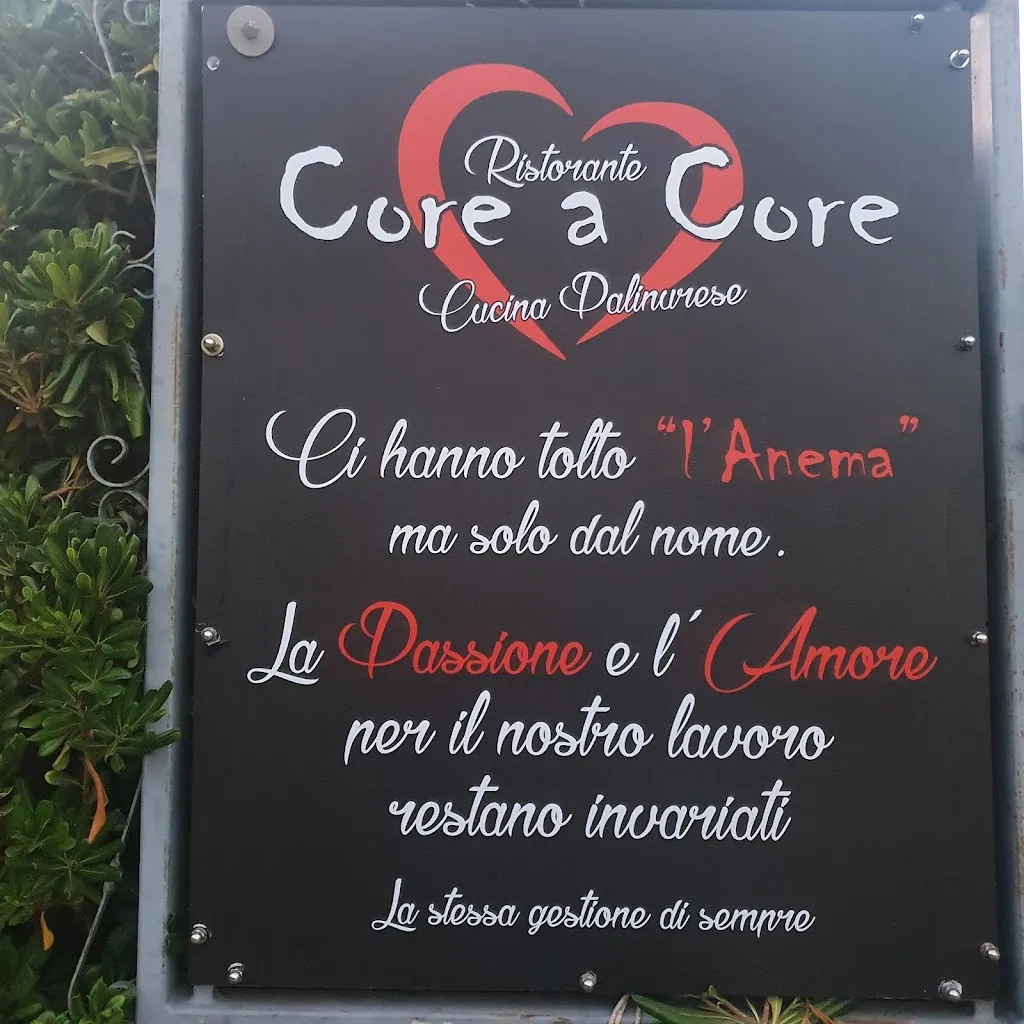 Ristorante
Core a Core
Cucina Palinurese
Ci hanno tolto "l'Anema"
ma solo dal nome.
La Passione e l'Amore
per il nostro lavoro
restano invariati
La stessa gestione di sempre